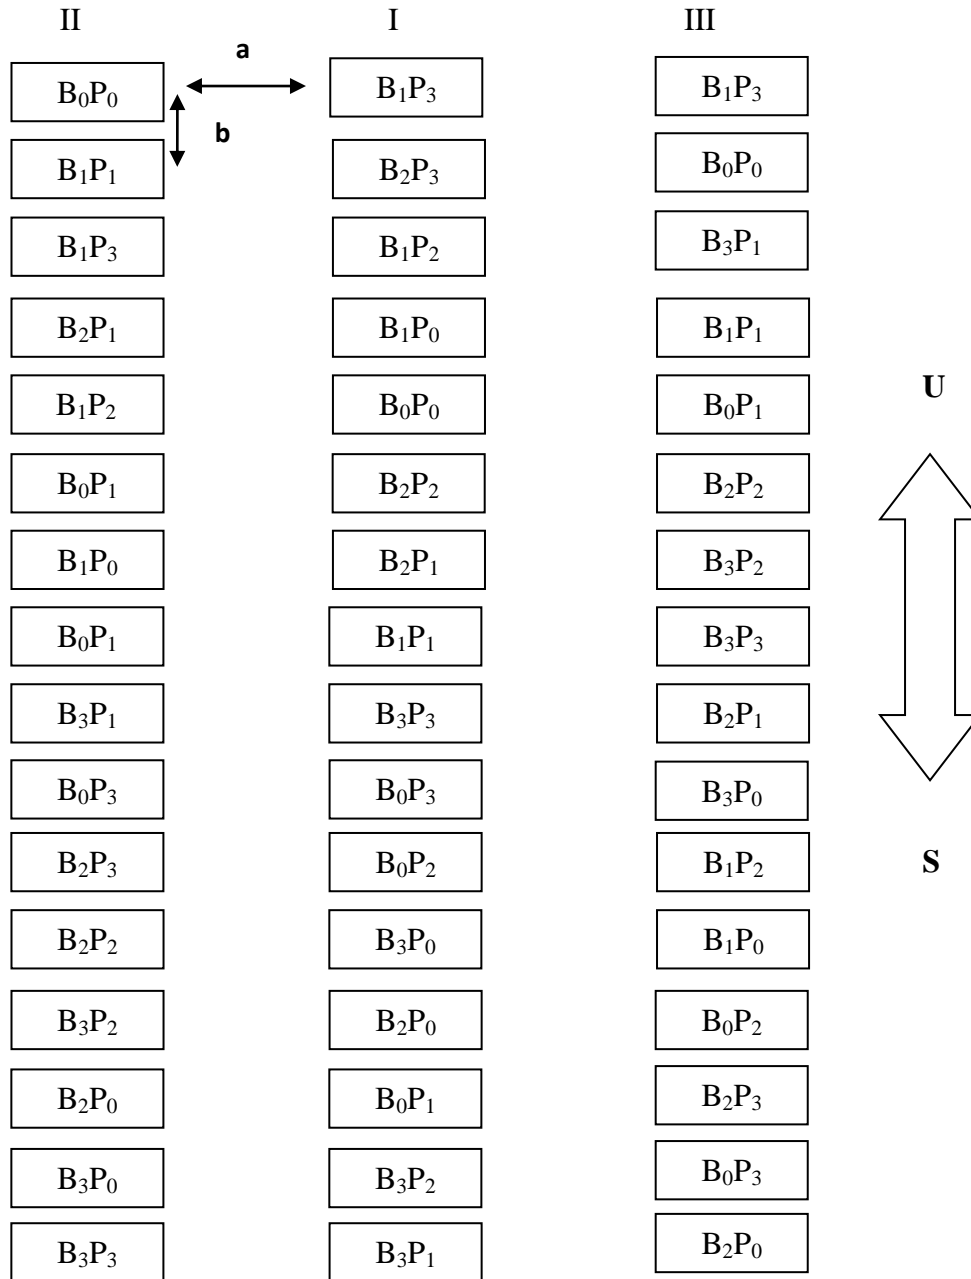 II I III
a
B₀P₀ B₁P₃ B₁P₃
b
B₁P₁ B₂P₃ B₀P₀
B₁P₃ B₁P₂ B₃P₁
B₂P₁ B₁P₀ B₁P₁
U
B₁P₂ B₀P₀ B₀P₁
B₀P₁ B₂P₂ B₂P₂
B₁P₀ B₂P₁ B₃P₂
B₀P₁ B₁P₁ B₃P₃
B₃P₁ B₃P₃ B₂P₁
B₀P₃ B₀P₃ B₃P₀
B₂P₃ B₀P₂ B₁P₂ S
B₂P₂ B₃P₀ B₁P₀
B₃P₂ B₂P₀ B₀P₂
B₂P₀ B₀P₁ B₂P₃
B₃P₀ B₃P₂ B₀P₃
B₃P₃ B₃P₁ B₂P₀